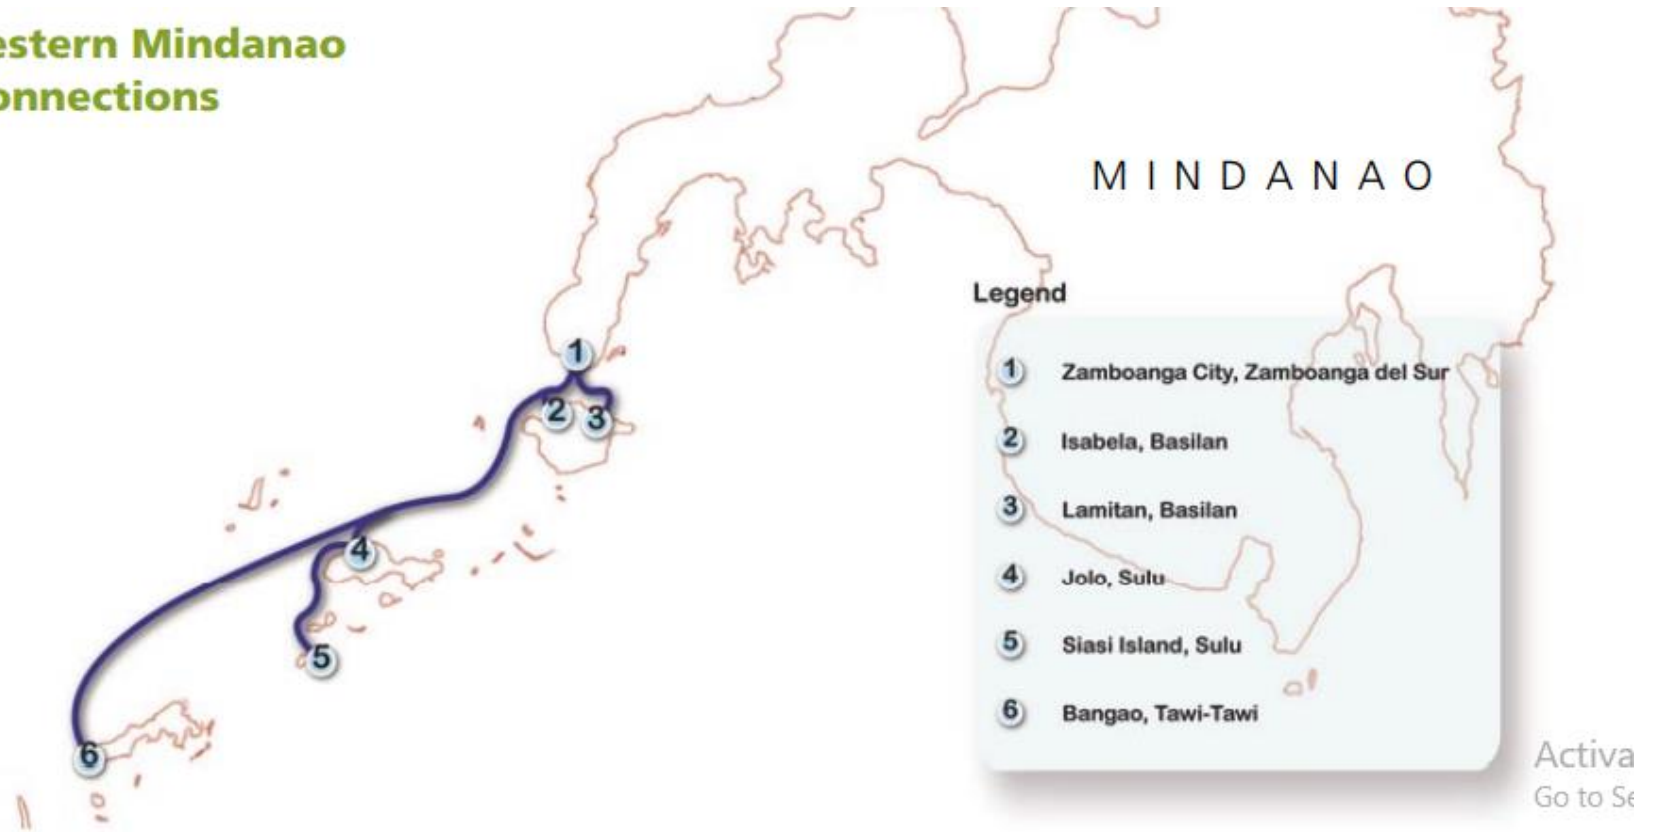 estern Mindanao
onnections
MINDANAO
Legend
1 Zamboanga City, Zamboanga del Sur
2 Isabela, Basilan
3 Lamitan, Basilan
4 Jolo, Sulu
5 Siasi Island, Sulu
6 Bangao, Tawi-Tawi
1
2
3
4
5
6
Activa
Go to Se